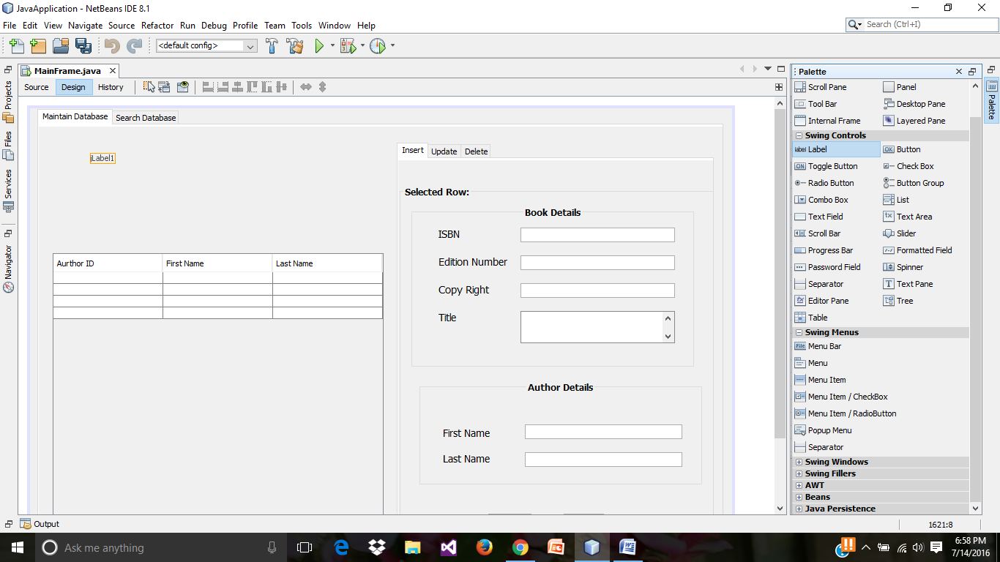 JavaApplication - NetBeans IDE 8.1
File Edit View Navigate Source Refactor Run Debug Profile Team Tools Window Help
Search (Ctrl+I)
<default config>
MainFrame.java
Source Design History
Projects
Files
Services
Navigator
Maintain Database Search Database
jLabel1
Aurthor ID First Name Last Name
Insert Update Delete
Selected Row:
Book Details
ISBN
Edition Number
Copy Right
Title
Author Details
First Name
Last Name
Palette
Scroll Pane Panel
Tool Bar Desktop Pane
Internal Frame Layered Pane
Swing Controls
label Label OK Button
ON Toggle Button Check Box
Radio Button Button Group
Combo Box List
Text Field Text Area
Scroll Bar Slider
Progress Bar Formatted Field
Password Field Spinner
Separator T Text Pane
Editor Pane Tree
Table
Swing Menus
File Menu Bar
Menu
Menu Item
Menu Item / CheckBox
Menu Item / RadioButton
Popup Menu
Separator
Swing Windows
Swing Fillers
AWT
Beans
Java Persistence
Palette
Output
1621:8
Ask me anything
6:58 PM
7/14/2016